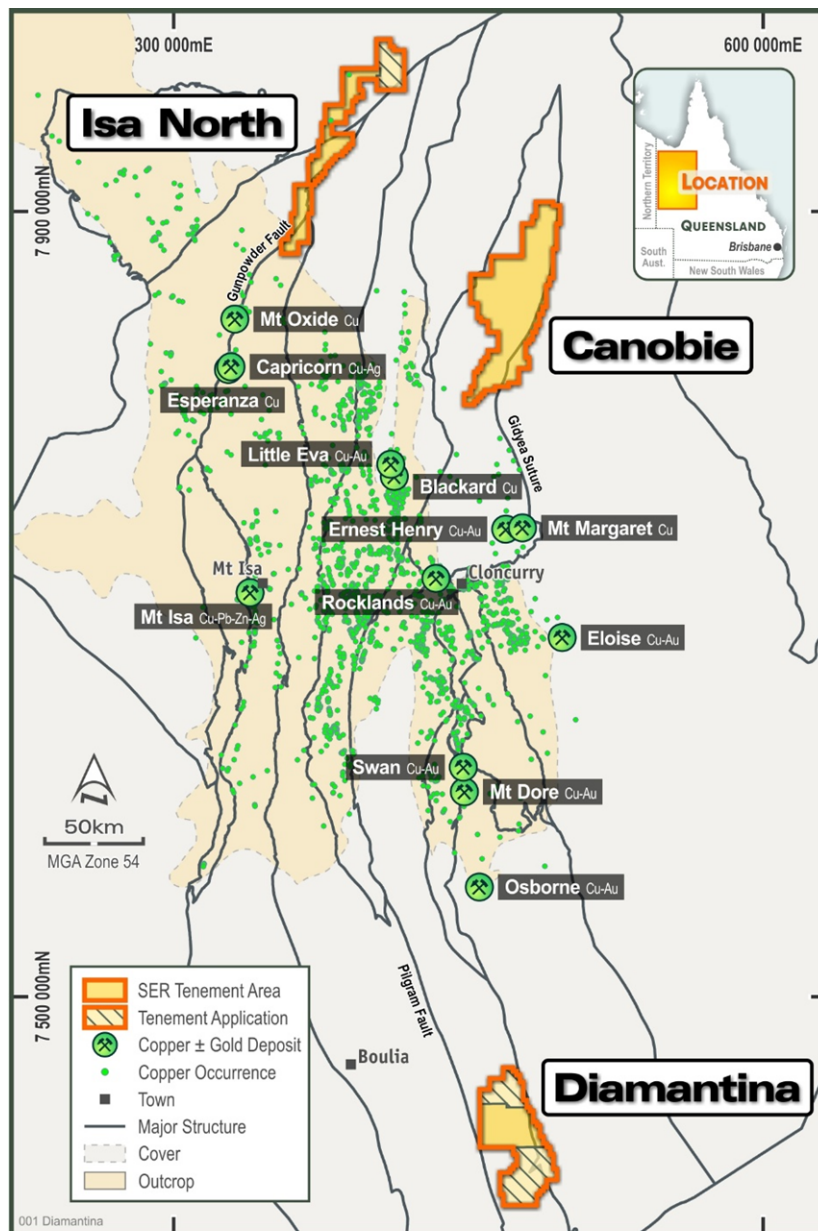 300 000mE
600 000mE
Isa North
Northern Territory
LOCATION
QUEENSLAND
Brisbane
South
Aust.
New South Wales
7 900 000mN
Gunpowder Fault
Mt Oxide Cu
Canobie
Capricorn Cu-Ag
Esperanza Cu
Gidyea Suture
Little Eva Cu-Au
Blackard Cu
Ernest Henry Cu-Au
Mt Margaret Cu
Mt Isa
Cloncurry
Rocklands Cu-Au
Mt Isa Cu-Pb-Zn-Ag
Eloise Cu-Au
Swan Cu-Au
Mt Dore Cu-Au
N
50km
MGA Zone 54
Osborne Cu-Au
7 500 000mN
Pilgram Fault
SER Tenement Area
Tenement Application
Copper ± Gold Deposit
Copper Occurrence
Town
Major Structure
Cover
Outcrop
Boulia
Diamantina
001 Diamantina